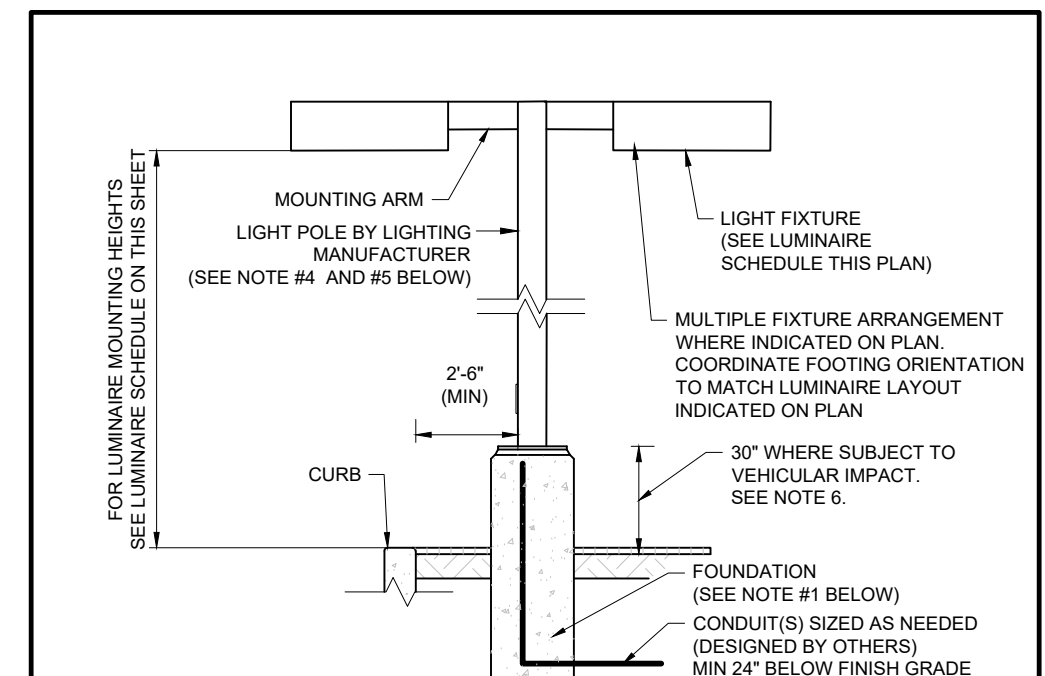 FOR LUMINAIRE MOUNTING HEIGHTS
SEE LUMINAIRE SCHEDULE ON THIS SHEET
MOUNTING ARM
LIGHT POLE BY LIGHTING
MANUFACTURER
(SEE NOTE #4 AND #5 BELOW)
LIGHT FIXTURE
(SEE LUMINAIRE
SCHEDULE THIS PLAN)
MULTIPLE FIXTURE ARRANGEMENT
WHERE INDICATED ON PLAN.
COORDINATE FOOTING ORIENTATION
TO MATCH LUMINAIRE LAYOUT
INDICATED ON PLAN
2'-6"
(MIN)
30" WHERE SUBJECT TO
VEHICULAR IMPACT.
SEE NOTE 6.
CURB
FOUNDATION
(SEE NOTE #1 BELOW)
CONDUIT(S) SIZED AS NEEDED
(DESIGNED BY OTHERS)
MIN 24" BELOW FINISH GRADE